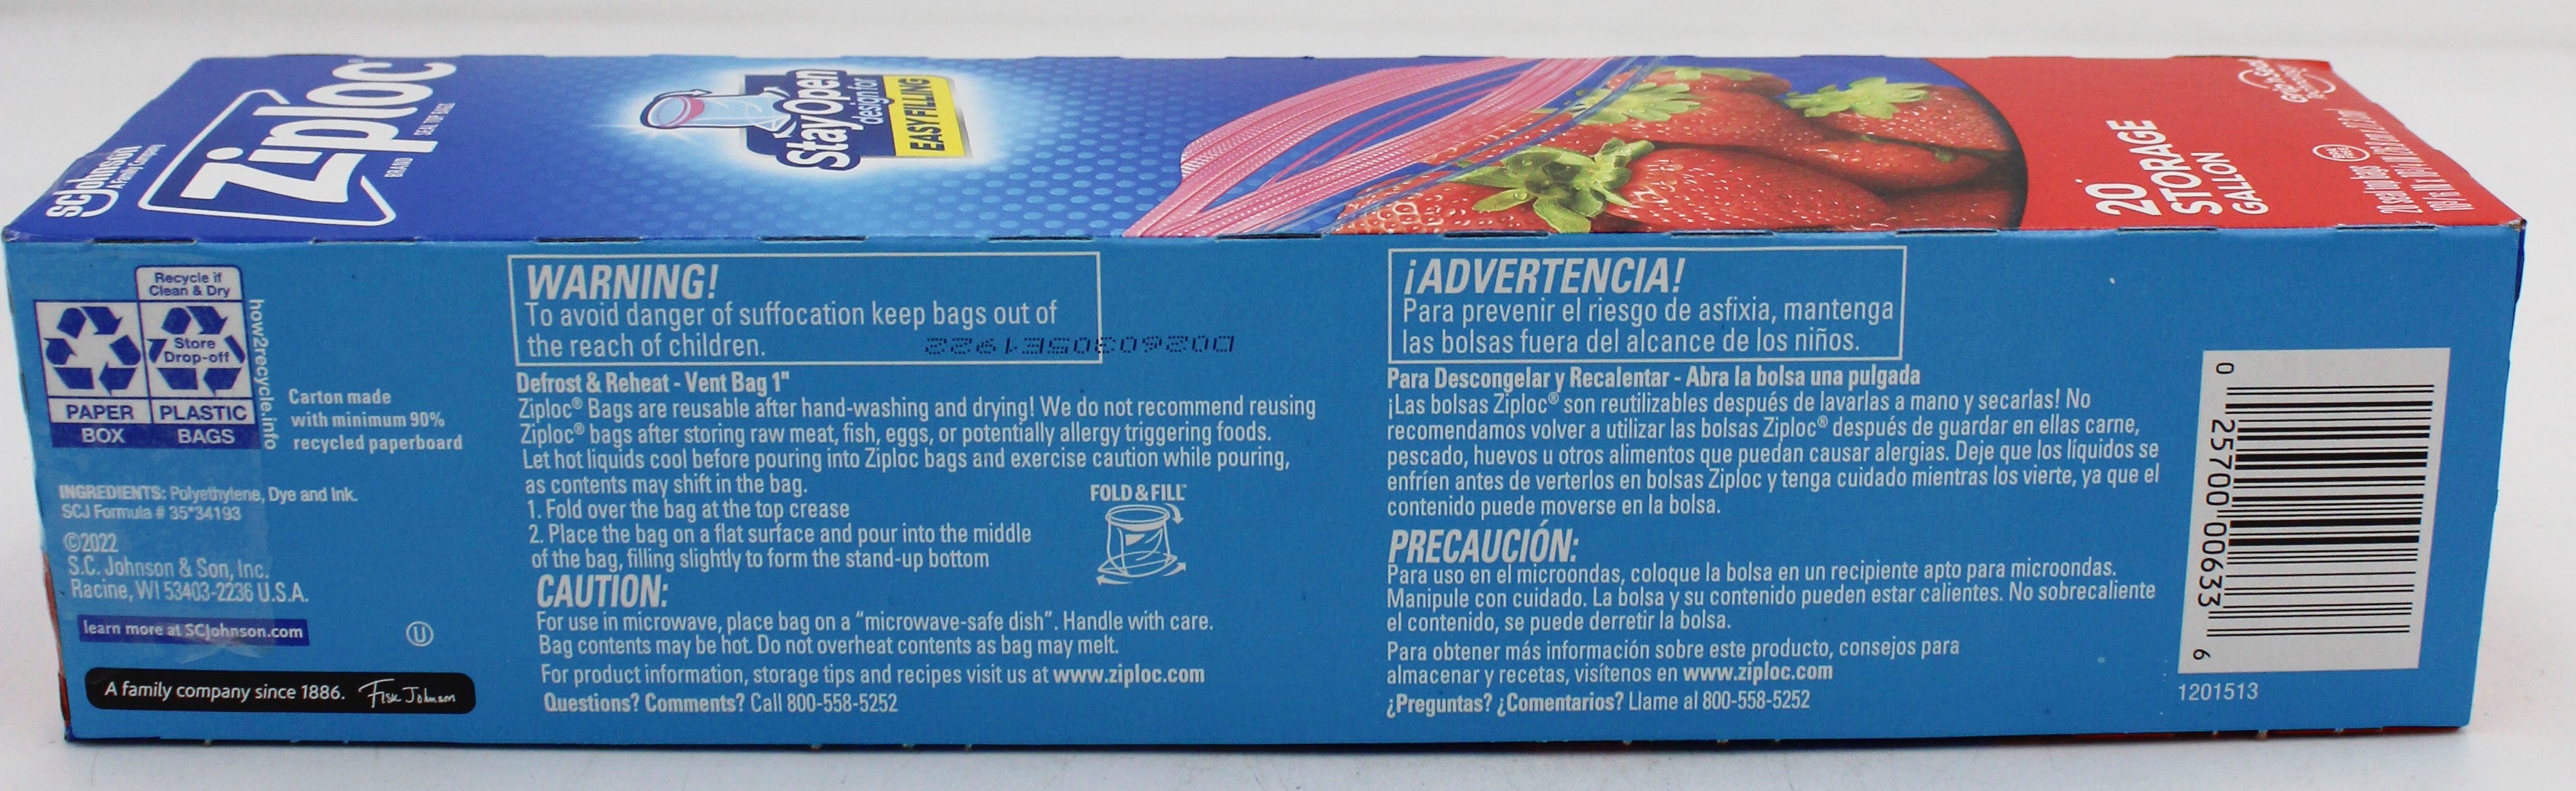 SC Johnson
A Family Company
Ziploc®
BRAND SEAL TOP BAGS
Stay Open
design for
EASY FILLING
20
STORAGE
GALLON
Recycle if
Clean & Dry
Store
Drop-off
PAPER PLASTIC
BOX BAGS
how2recycle.info
Carton made
with minimum 90%
recycled paperboard
INGREDIENTS: Polyethylene, Dye and Ink.
SCJ Formula # 35*34193
©2022
S.C. Johnson & Son, Inc.
Racine, WI 53403-2236 U.S.A.
learn more at SCJohnson.com
U
A family company since 1886. Fisk Johnson
WARNING!
To avoid danger of suffocation keep bags out of
the reach of children.
Defrost & Reheat - Vent Bag 1"
Ziploc® Bags are reusable after hand-washing and drying! We do not recommend reusing
Ziploc® bags after storing raw meat, fish, eggs, or potentially allergy triggering foods.
Let hot liquids cool before pouring into Ziploc bags and exercise caution while pouring,
as contents may shift in the bag.
1. Fold over the bag at the top crease
2. Place the bag on a flat surface and pour into the middle
of the bag, filling slightly to form the stand-up bottom
FOLD & FILL™
CAUTION:
For use in microwave, place bag on a “microwave-safe dish”. Handle with care.
Bag contents may be hot. Do not overheat contents as bag may melt.
For product information, storage tips and recipes visit us at www.ziploc.com
Questions? Comments? Call 800-558-5252
¡ADVERTENCIA!
Para prevenir el riesgo de asfixia, mantenga
las bolsas fuera del alcance de los niños.
Para Descongelar y Recalentar - Abra la bolsa una pulgada
¡Las bolsas Ziploc® son reutilizables después de lavarlas a mano y secarlas! No
recomendamos volver a utilizar las bolsas Ziploc® después de guardar en ellas carne,
pescado, huevos u otros alimentos que puedan causar alergias. Deje que los líquidos se
enfríen antes de verterlos en bolsas Ziploc y tenga cuidado mientras los vierte, ya que el
contenido puede moverse en la bolsa.
PRECAUCIÓN:
Para uso en el microondas, coloque la bolsa en un recipiente apto para microondas.
Manipule con cuidado. La bolsa y su contenido pueden estar calientes. No sobrecaliente
el contenido, se puede derretir la bolsa.
Para obtener más información sobre este producto, consejos para
almacenar y recetas, visítenos en www.ziploc.com
¿Preguntas? ¿Comentarios? Llame al 800-558-5252
0 25700 00633 6
1201513